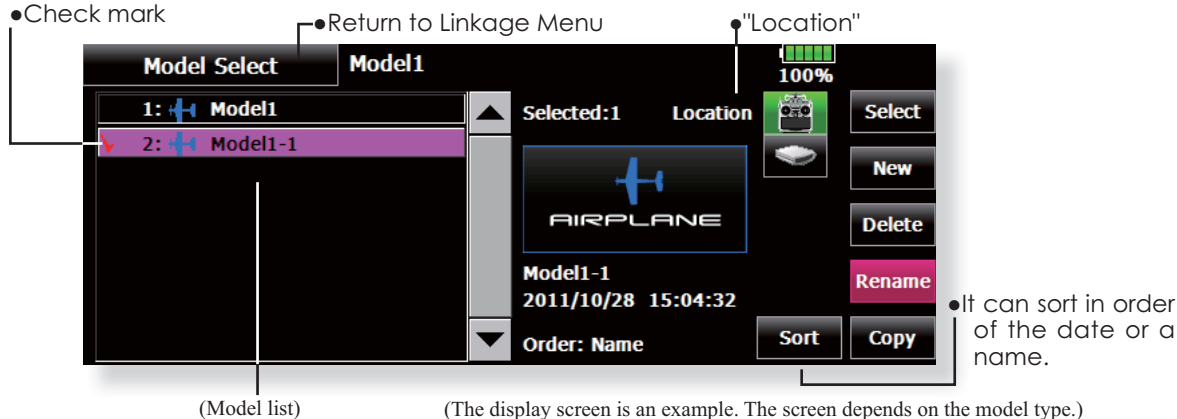 ●Check mark
●Return to Linkage Menu
●"Location"
Model Select
Model1
100%
1: Model1
2: Model1-1
Selected:1
Location
AIRPLANE
Model1-1
2011/10/28 15:04:32
Order: Name
Select
New
Delete
Rename
Sort
Copy
●It can sort in order
of the date or a
name.
(Model list)
(The display screen is an example. The screen depends on the model type.)